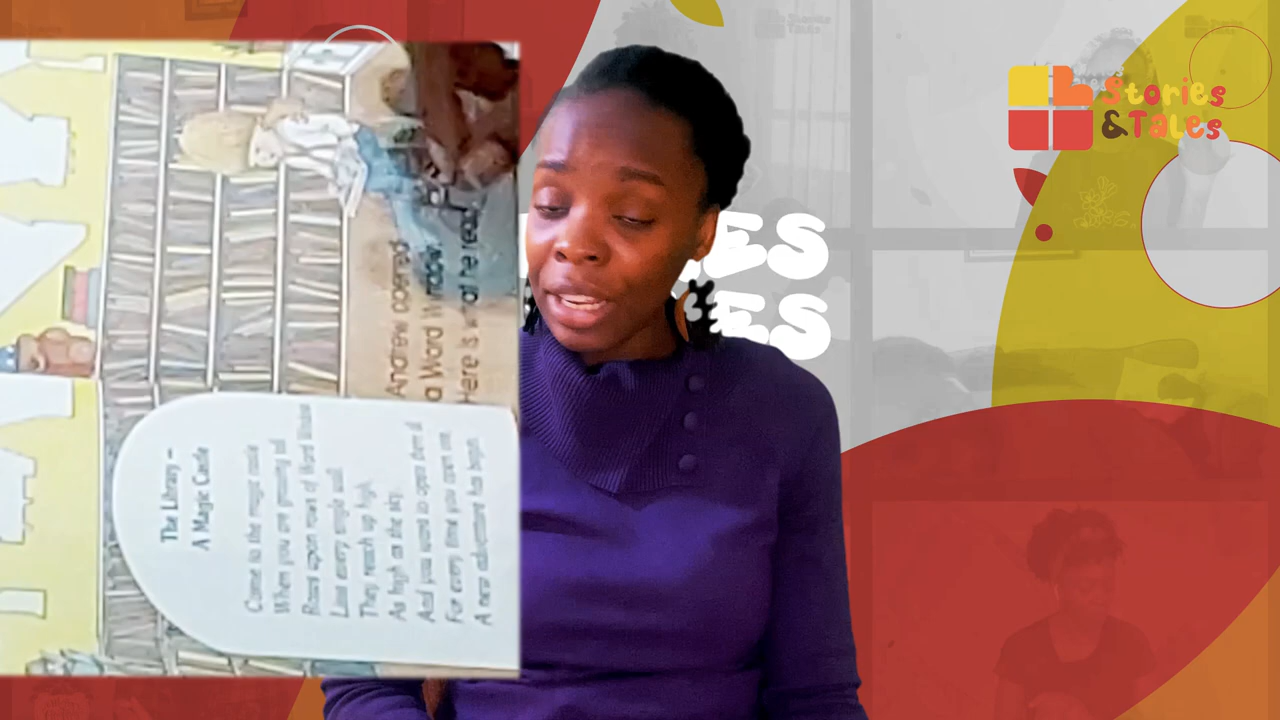 Stories
&Tales
ES
ES
Andrew opened
a Word Window.
Here is what he read
The Library –
A Magic Castle
Come to the magic castle
When you are growing tall
Rows upon rows of Word Windows
Line every single wall.
They reach up high,
As high as the sky,
And you want to open them all
For every time you open one,
A new adventure has begun.